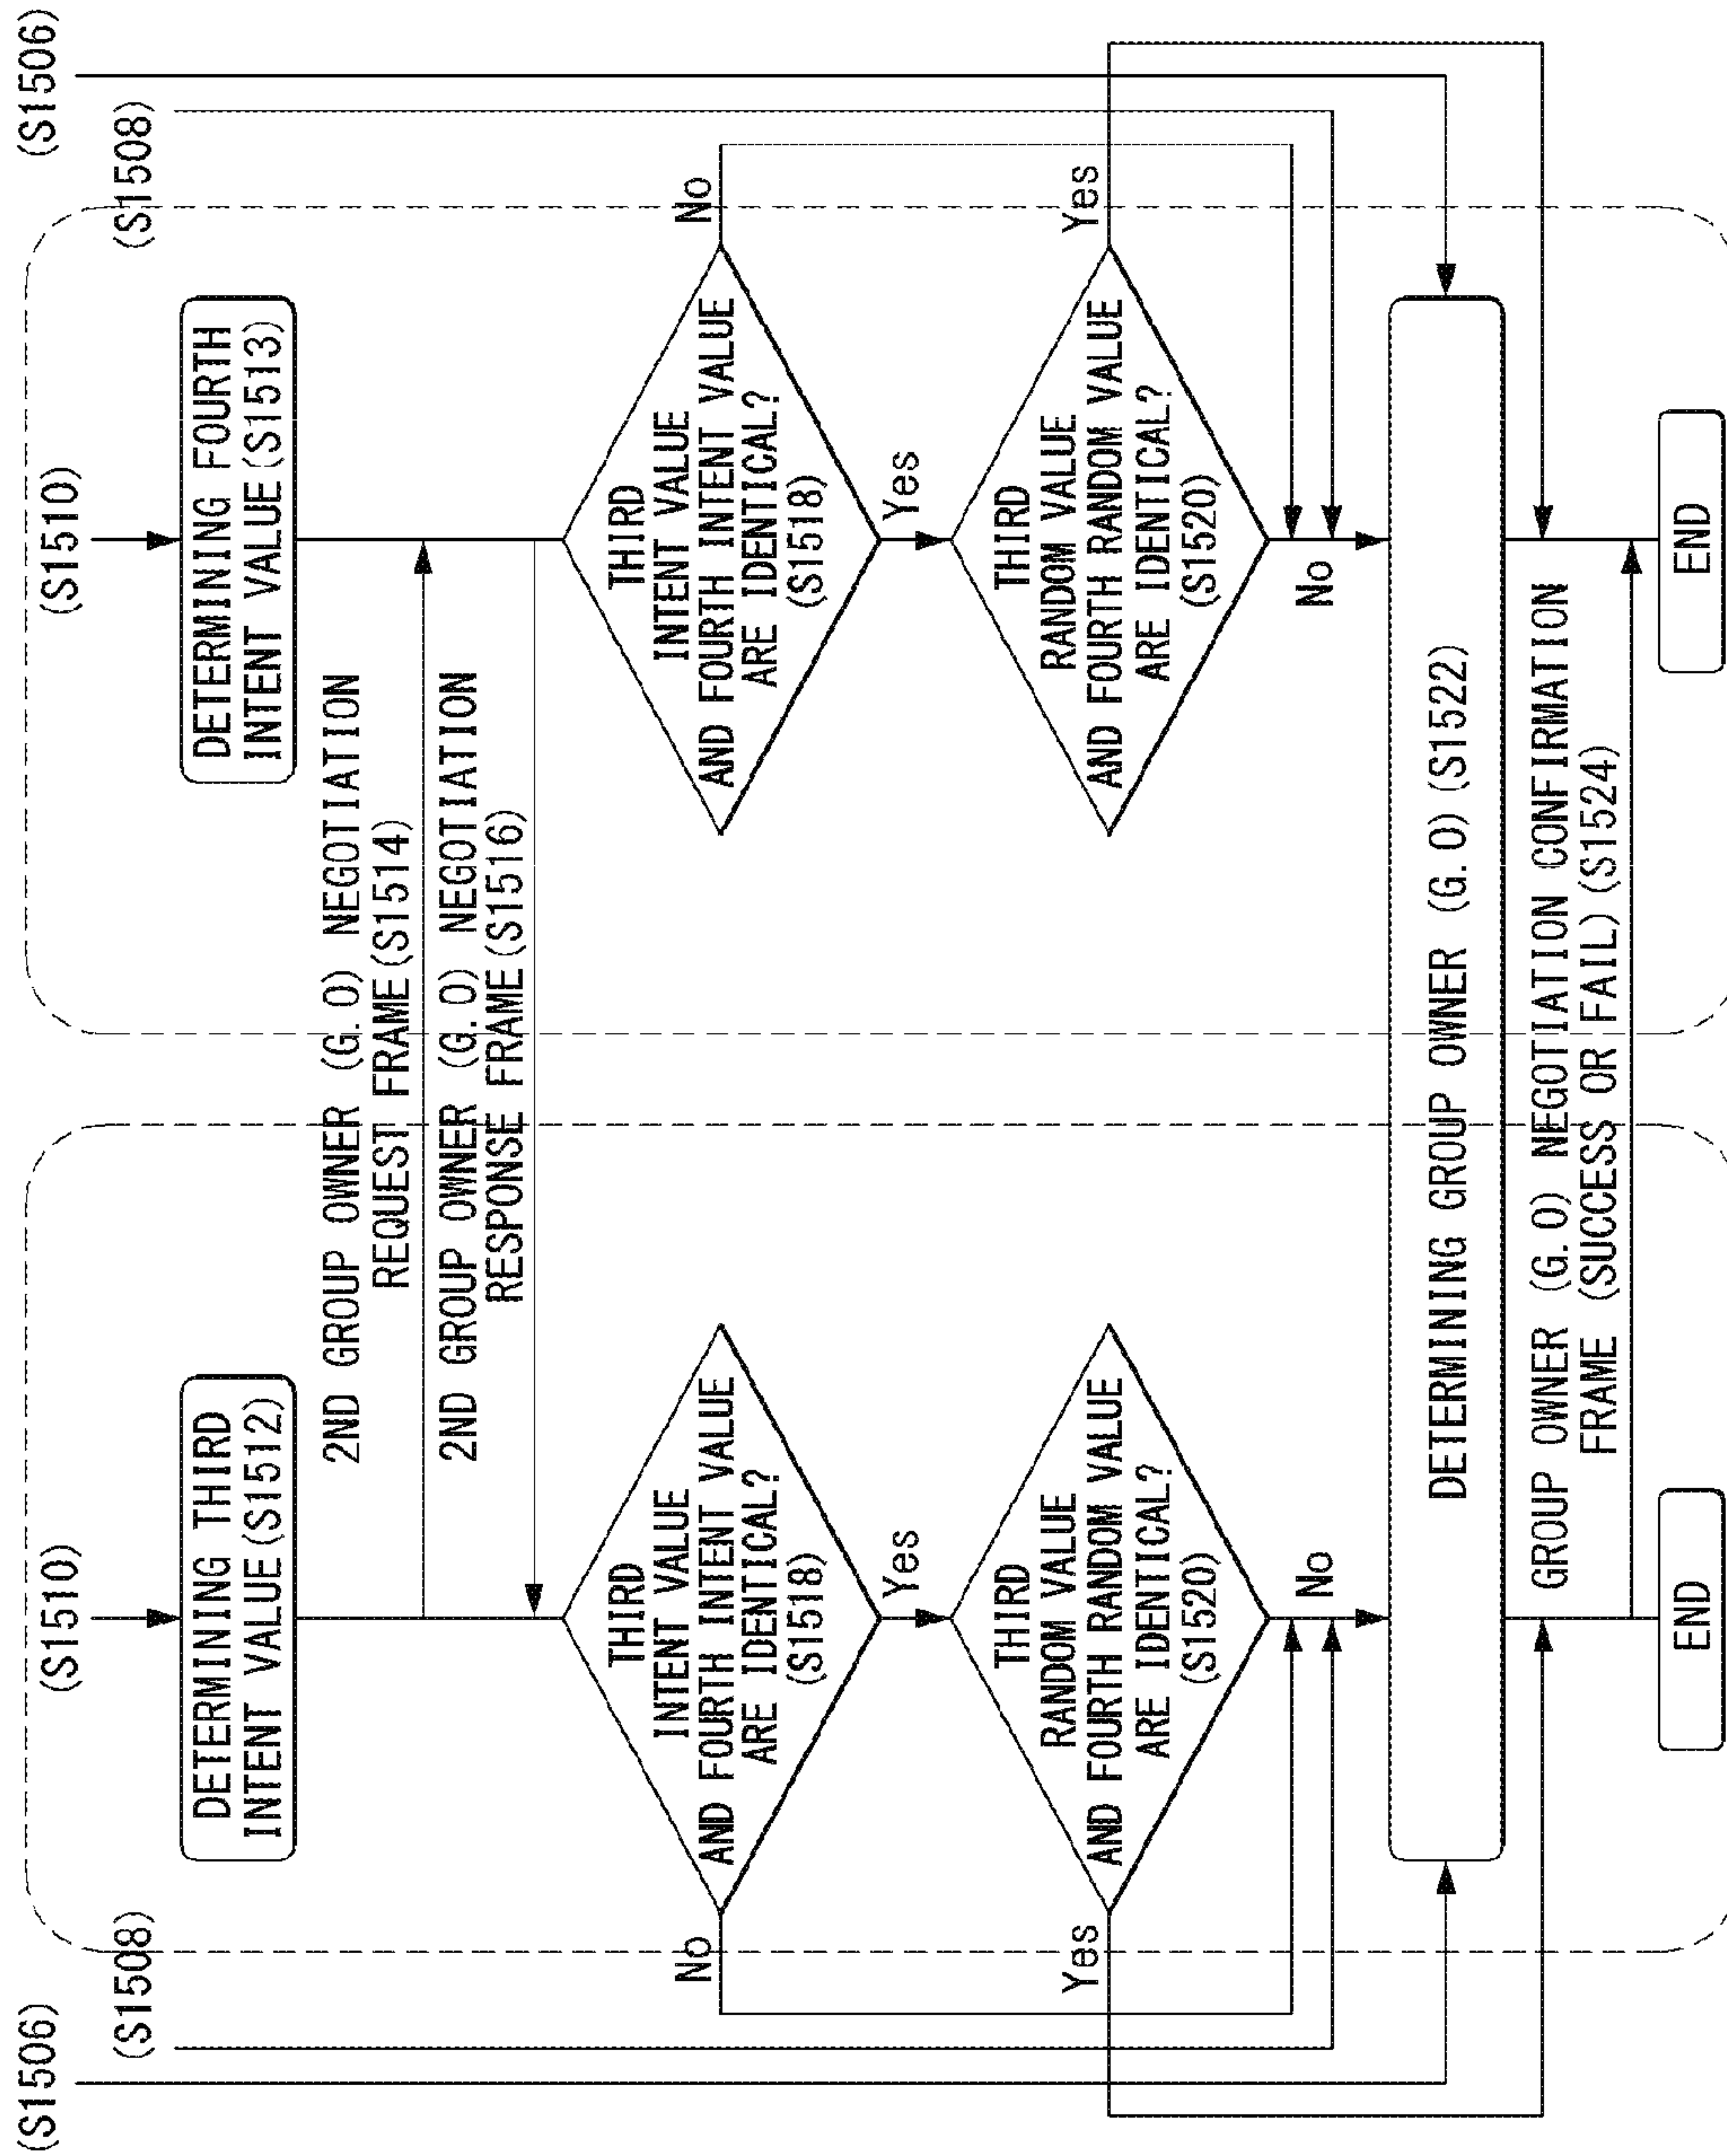 (S1506)
(S1508)
(S1510)
(S1510)
(S1508)
(S1506)
DETERMINING THIRD
INTENT VALUE(S1512)
DETERMINING FOURTH
INTENT VALUE(S1513)
2ND GROUP OWNER (G.O) NEGOTIATION
REQUEST FRAME(S1514)
2ND GROUP OWNER (G.O) NEGOTIATION
RESPONSE FRAME(S1516)
THIRD
INTENT VALUE
AND FOURTH INTENT VALUE
ARE IDENTICAL?
(S1518)
No
Yes
THIRD
INTENT VALUE
AND FOURTH INTENT VALUE
ARE IDENTICAL?
(S1518)
No
Yes
THIRD
RANDOM VALUE
AND FOURTH RANDOM VALUE
ARE IDENTICAL?
(S1520)
Yes
No
THIRD
RANDOM VALUE
AND FOURTH RANDOM VALUE
ARE IDENTICAL?
(S1520)
Yes
No
DETERMINING GROUP OWNER (G.O)(S1522)
GROUP OWNER (G.O) NEGOTIATION CONFIRMATION
FRAME (SUCCESS OR FAIL)(S1524)
END
END